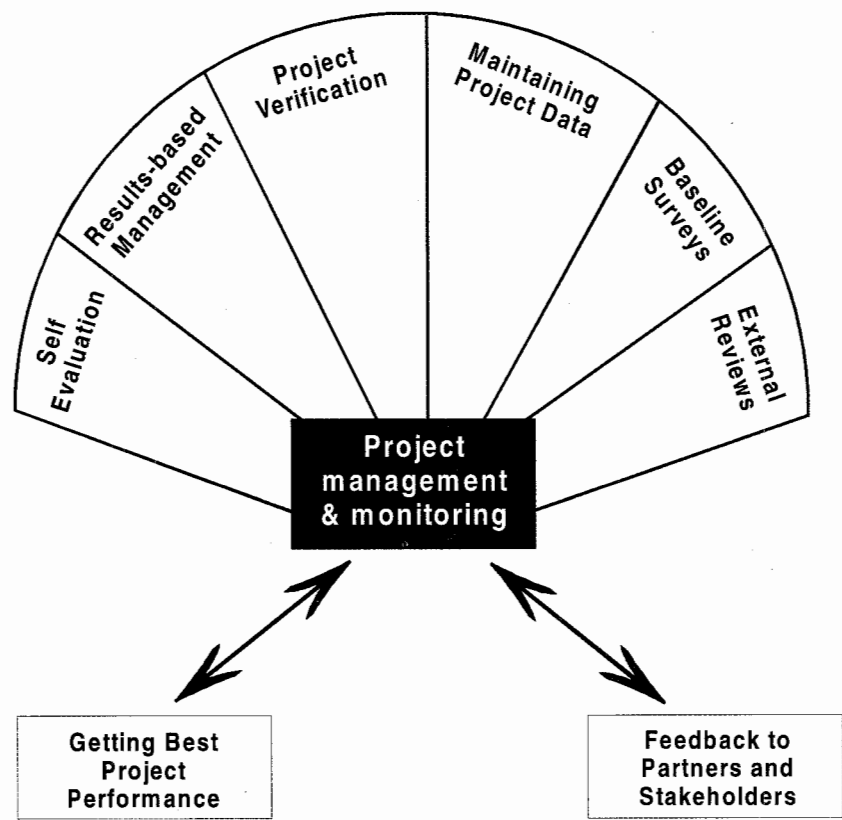 Self
Evaluation
Results-based
Management
Project
Verification
Maintaining
Project Data
Baseline
Surveys
External
Reviews
Project
management
& monitoring
Getting Best
Project
Performance
Feedback to
Partners and
Stakeholders